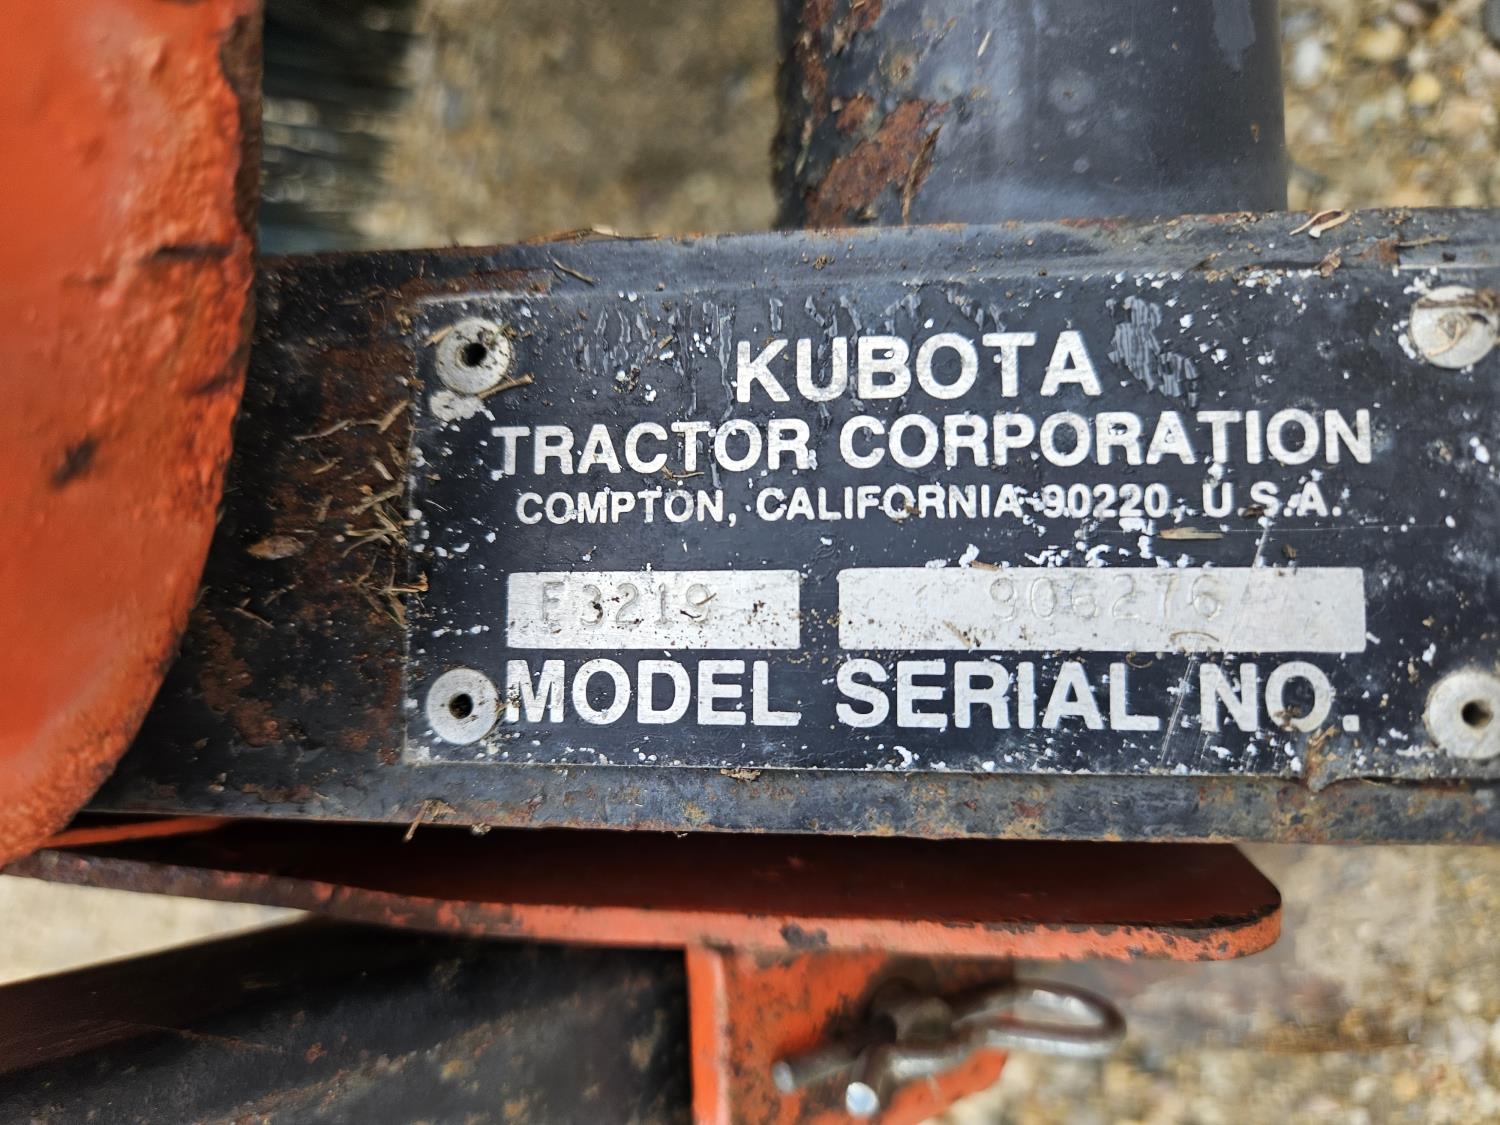 KUBOTA
TRACTOR CORPORATION
COMPTON, CALIFORNIA 90220, U.S.A.
F3219 906276
MODEL SERIAL NO.